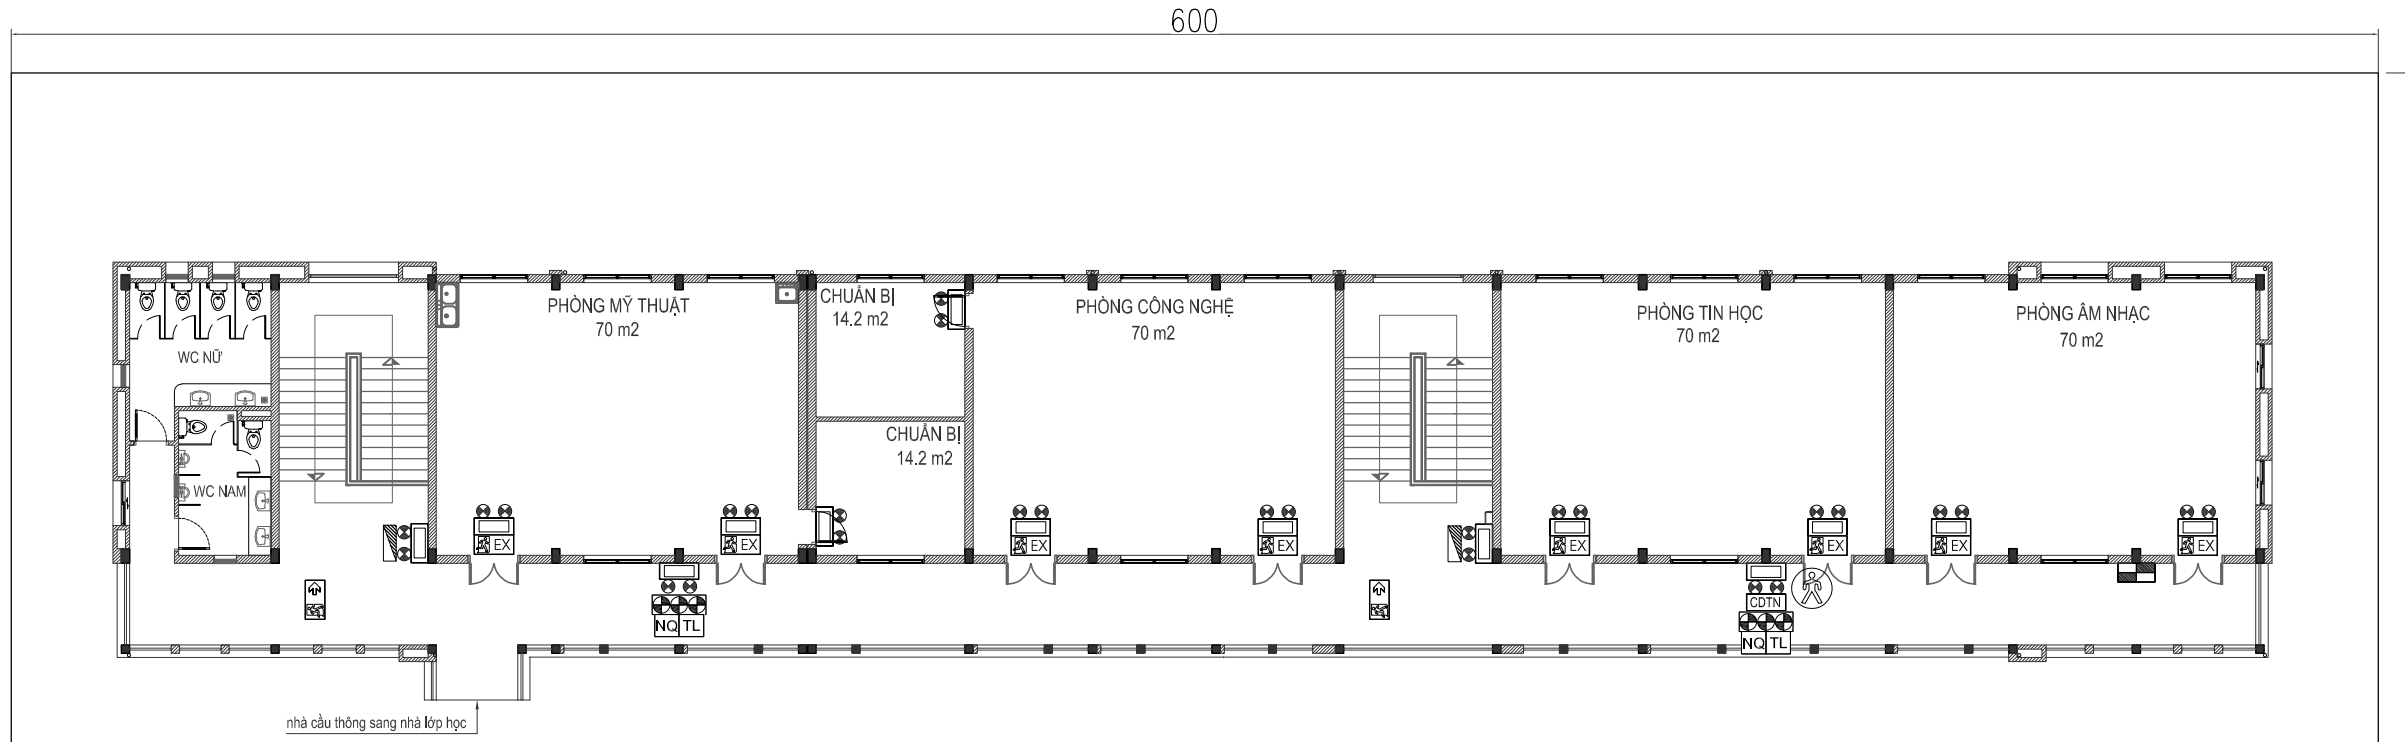 600
PHÒNG MỸ THUẬT
70 m2
CHUẨN BỊ
14.2 m2
PHÒNG CÔNG NGHỆ
70 m2
PHÒNG TIN HỌC
70 m2
PHÒNG ÂM NHẠC
70 m2
WC NỮ
CHUẨN BỊ
14.2 m2
WC NAM
EX
EX
EX
EX
EX
EX
EX
EX
CDTN
NQ TL
NQ TL
nhà cầu thông sang nhà lớp học